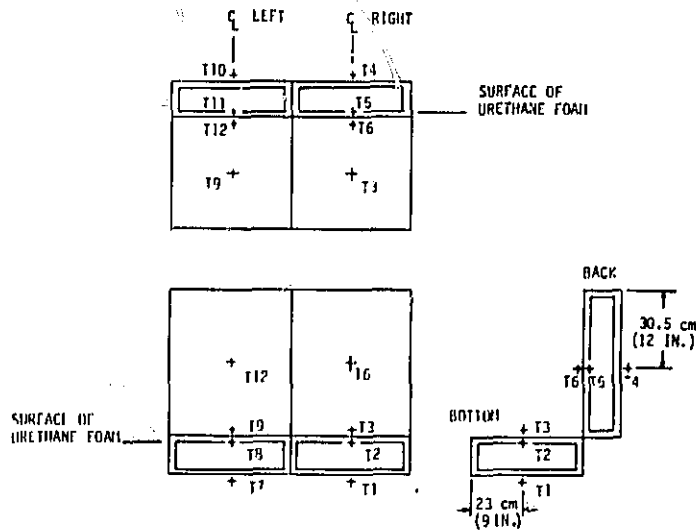 ℄ LEFT ℄ RIGHT
T10 T4
T11 T5
T12 T6
SURFACE OF
URETHANE FOAM
T9 T3
BACK
30.5 cm
(12 IN.)
T12 T6
T6 T5 T4
SURFACE OF
URETHANE FOAM
T9 T3
T8 T2
T7 T1
BOTTOM
T3
T2
T1
23 cm
(9 IN.)